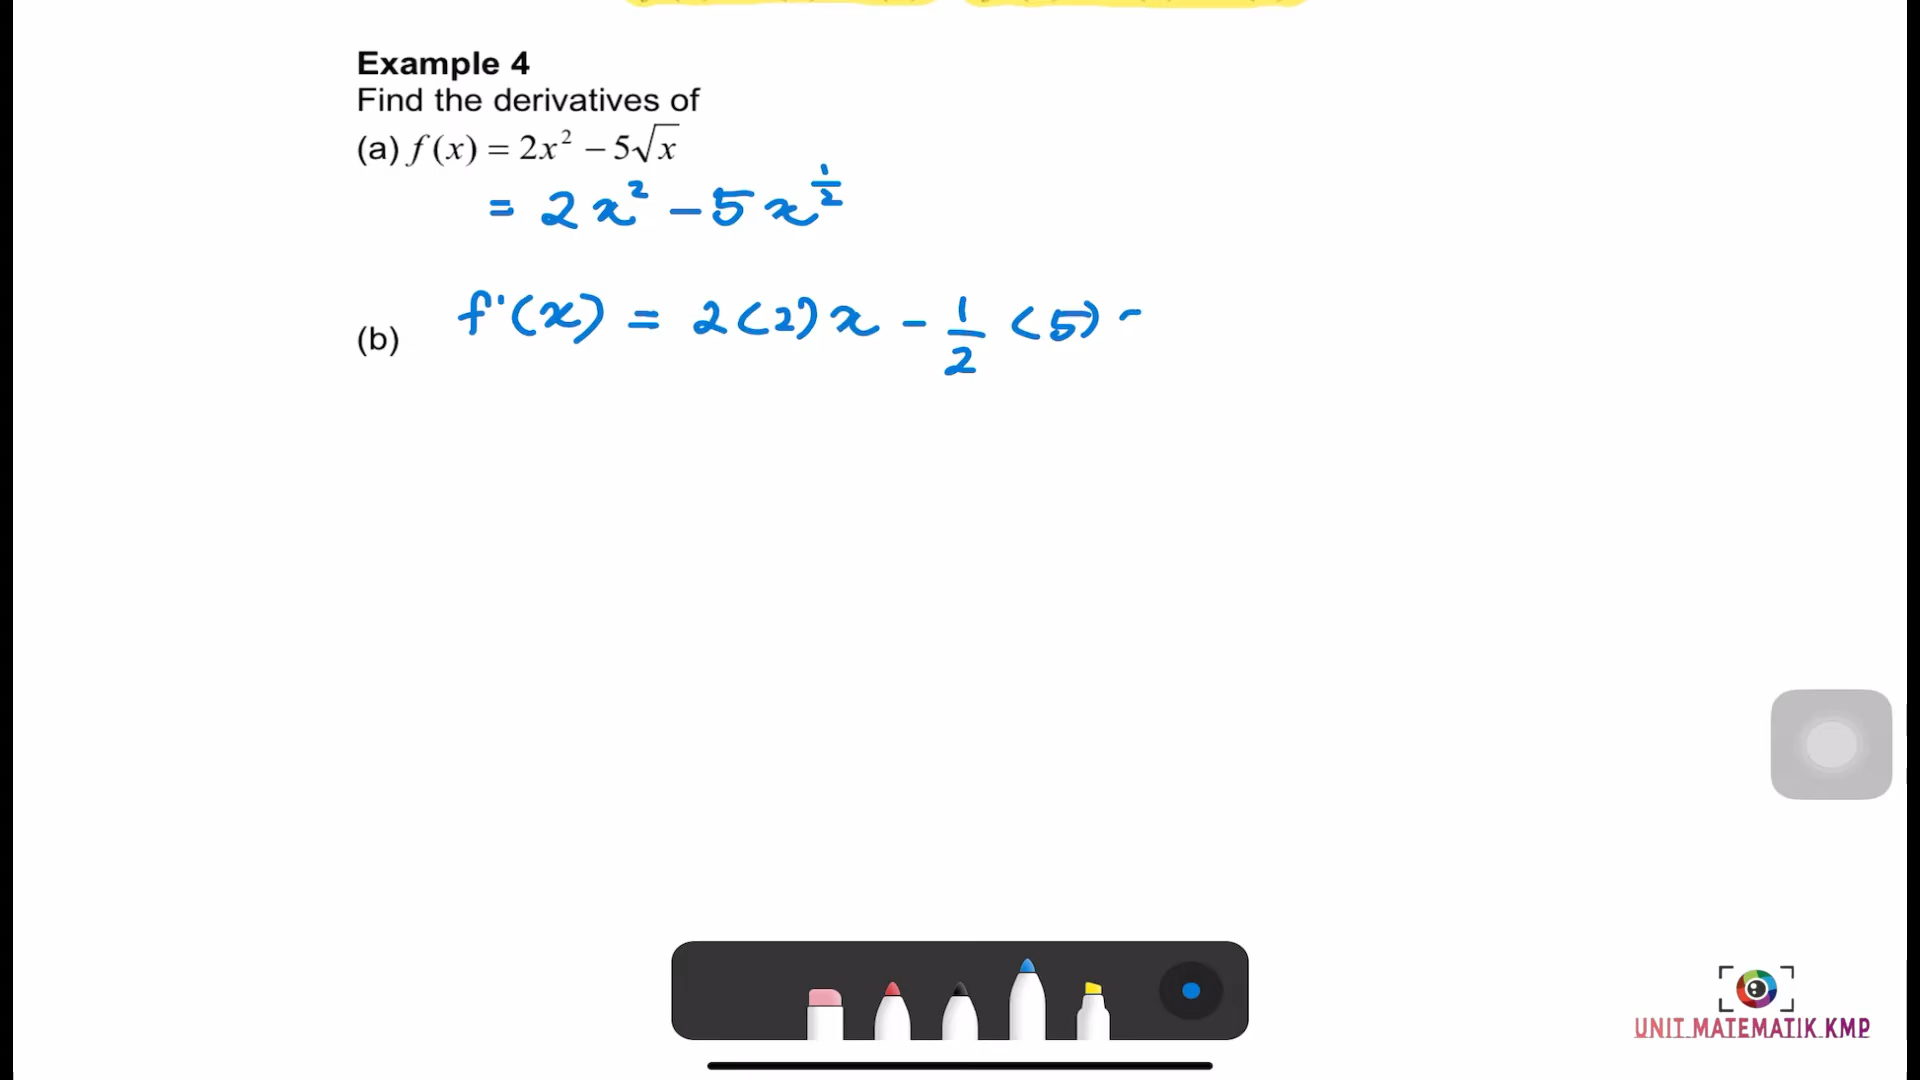 Example 4
Find the derivatives of
(a) f(x) = 2x² − 5√x
= 2x² − 5x^½
(b) f'(x) = 2(2)x − 1/2 (5)
UNIT MATEMATIK KMP